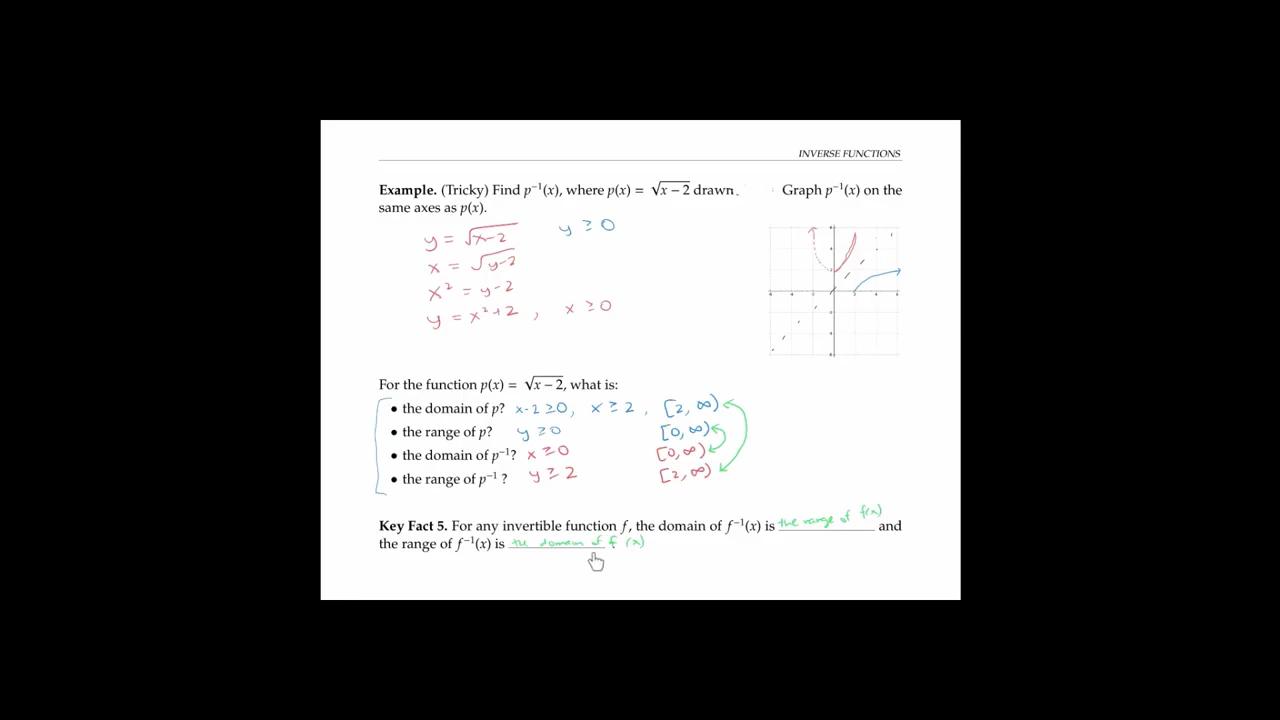 INVERSE FUNCTIONS
Example. (Tricky) Find p⁻¹(x), where p(x) = √(x − 2) drawn. Graph p⁻¹(x) on the
same axes as p(x).
y = √(x-2) y ≥ 0
x = √(y-2)
x² = y-2
y = x²+2 , x ≥ 0
For the function p(x) = √(x − 2), what is:
• the domain of p? x-2 ≥0, x ≥ 2 , [2, ∞)
• the range of p? y ≥0 [0, ∞)
• the domain of p⁻¹? x ≥0 [0, ∞)
• the range of p⁻¹ ? y ≥ 2 [2, ∞)
Key Fact 5. For any invertible function f, the domain of f⁻¹(x) is the range of f(x) and
the range of f⁻¹(x) is the domain of f (x)